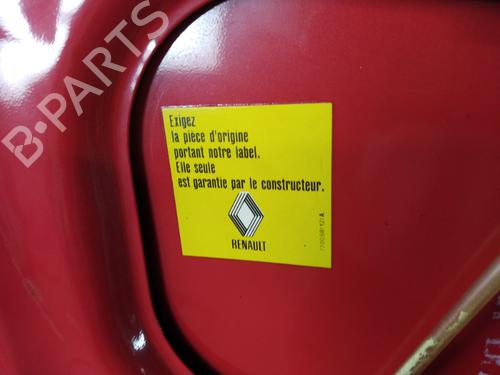 B-PARTS
Exigez
la pièce d'origine
portant notre label.
Elle seule
est garantie par le constructeur.
RENAULT